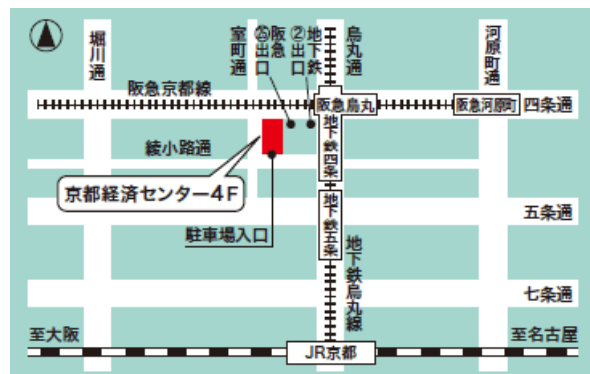 堀川通
室町通
阪急
㉕出口
地下鉄
②出口
烏丸通
河原町通
阪急京都線
阪急烏丸
阪急河原町
四条通
綾小路通
地下鉄四条
京都経済センター4F
駐車場入口
地下鉄五条
五条通
地下鉄烏丸線
七条通
至大阪
JR京都
至名古屋